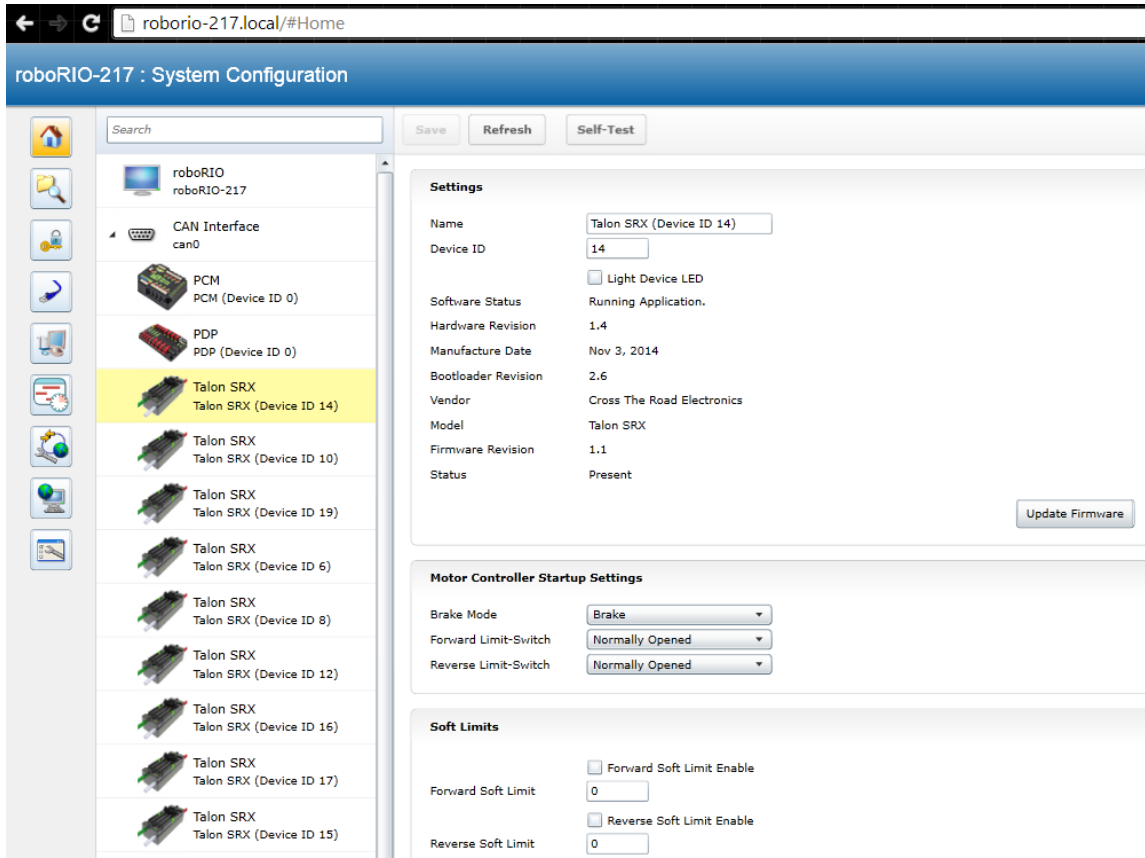 roborio-217.local/#Home
roboRIO-217 : System Configuration
Search
roboRIO
roboRIO-217
CAN Interface
can0
PCM
PCM (Device ID 0)
PDP
PDP (Device ID 0)
Talon SRX
Talon SRX (Device ID 14)
Talon SRX
Talon SRX (Device ID 10)
Talon SRX
Talon SRX (Device ID 19)
Talon SRX
Talon SRX (Device ID 6)
Talon SRX
Talon SRX (Device ID 8)
Talon SRX
Talon SRX (Device ID 12)
Talon SRX
Talon SRX (Device ID 16)
Talon SRX
Talon SRX (Device ID 17)
Talon SRX
Talon SRX (Device ID 15)
Save Refresh Self-Test
Settings
Name Talon SRX (Device ID 14)
Device ID 14
Light Device LED
Software Status Running Application.
Hardware Revision 1.4
Manufacture Date Nov 3, 2014
Bootloader Revision 2.6
Vendor Cross The Road Electronics
Model Talon SRX
Firmware Revision 1.1
Status Present
Update Firmware
Motor Controller Startup Settings
Brake Mode Brake
Forward Limit-Switch Normally Opened
Reverse Limit-Switch Normally Opened
Soft Limits
Forward Soft Limit Enable
Forward Soft Limit 0
Reverse Soft Limit Enable
Reverse Soft Limit 0